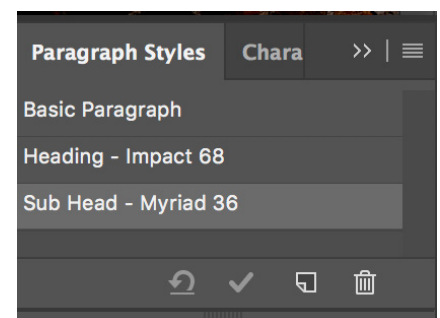 Paragraph Styles Chara
Basic Paragraph
Heading - Impact 68
Sub Head - Myriad 36